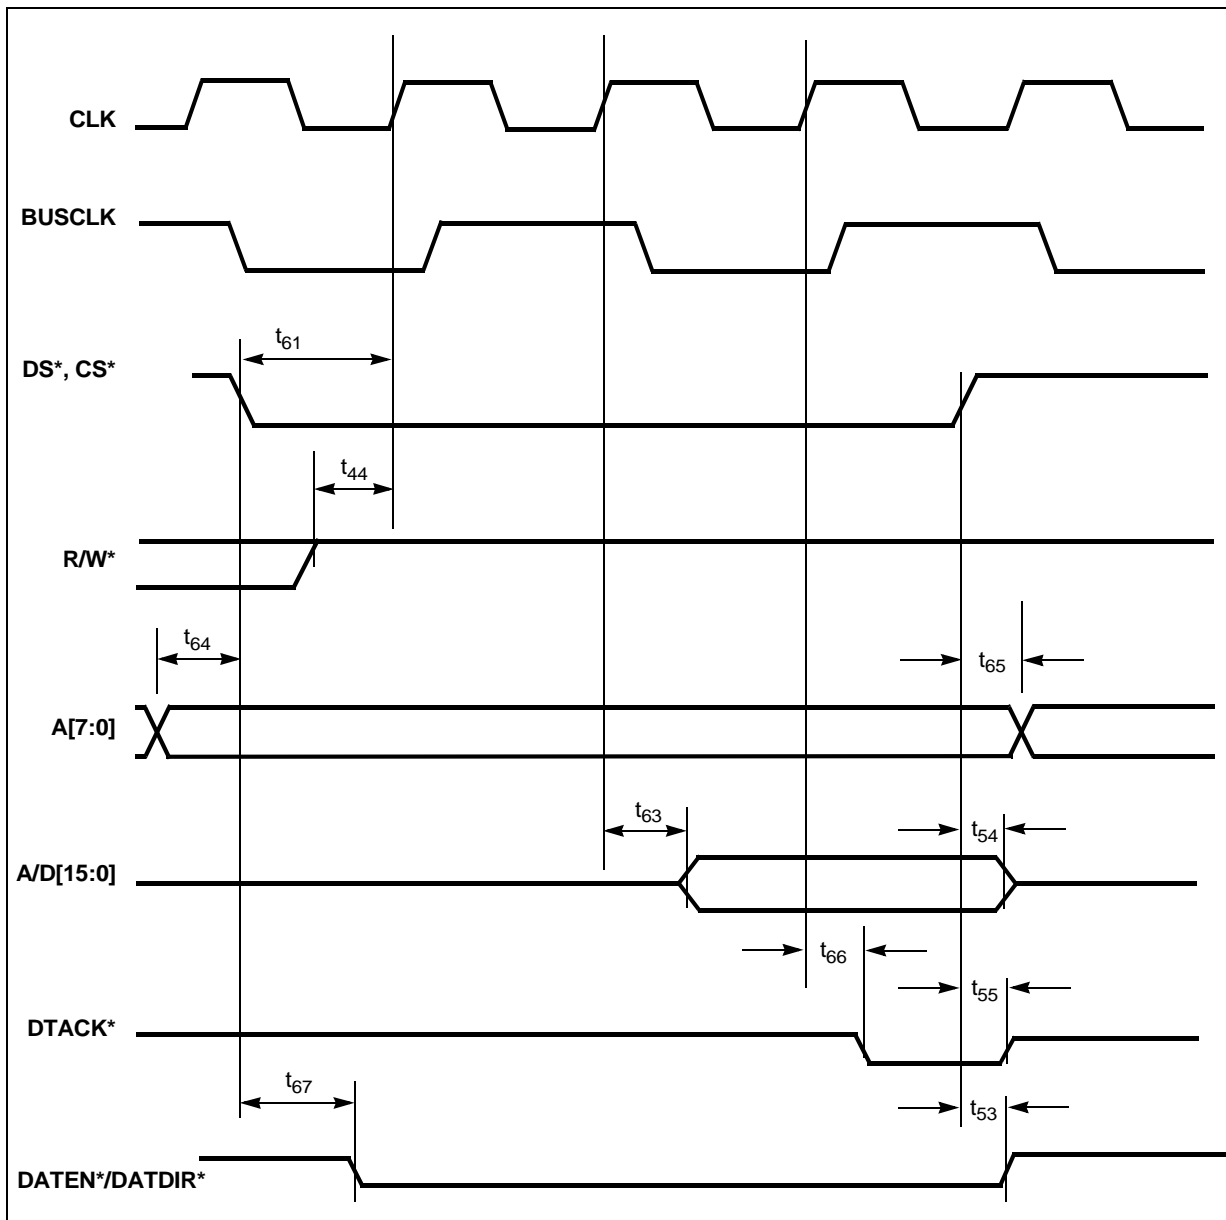 CLK
BUSCLK
t61
DS*, CS*
t44
R/W*
t64
t65
A[7:0]
t63
t54
A/D[15:0]
t66
t55
DTACK*
t67
t53
DATEN*/DATDIR*